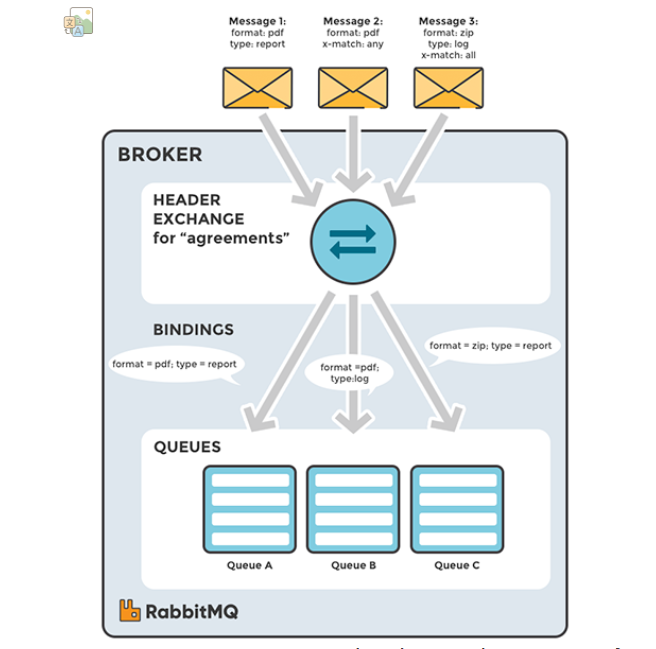 Message 1:
format: pdf
type: report
Message 2:
format: pdf
x-match: any
Message 3:
format: zip
type: log
x-match: all
BROKER
HEADER
EXCHANGE
for “agreements”
BINDINGS
format = pdf; type = report
format =pdf;
type:log
format = zip; type = report
QUEUES
Queue A
Queue B
Queue C
RabbitMQ